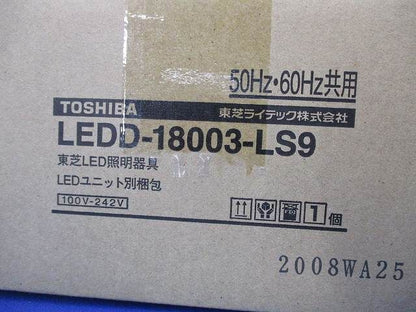 50Hz・60Hz共用
TOSHIBA 東芝ライテック株式会社
LEDD-18003-LS9
東芝LED照明器具
LEDユニット別梱包
100V-242V
1個
2008WA25